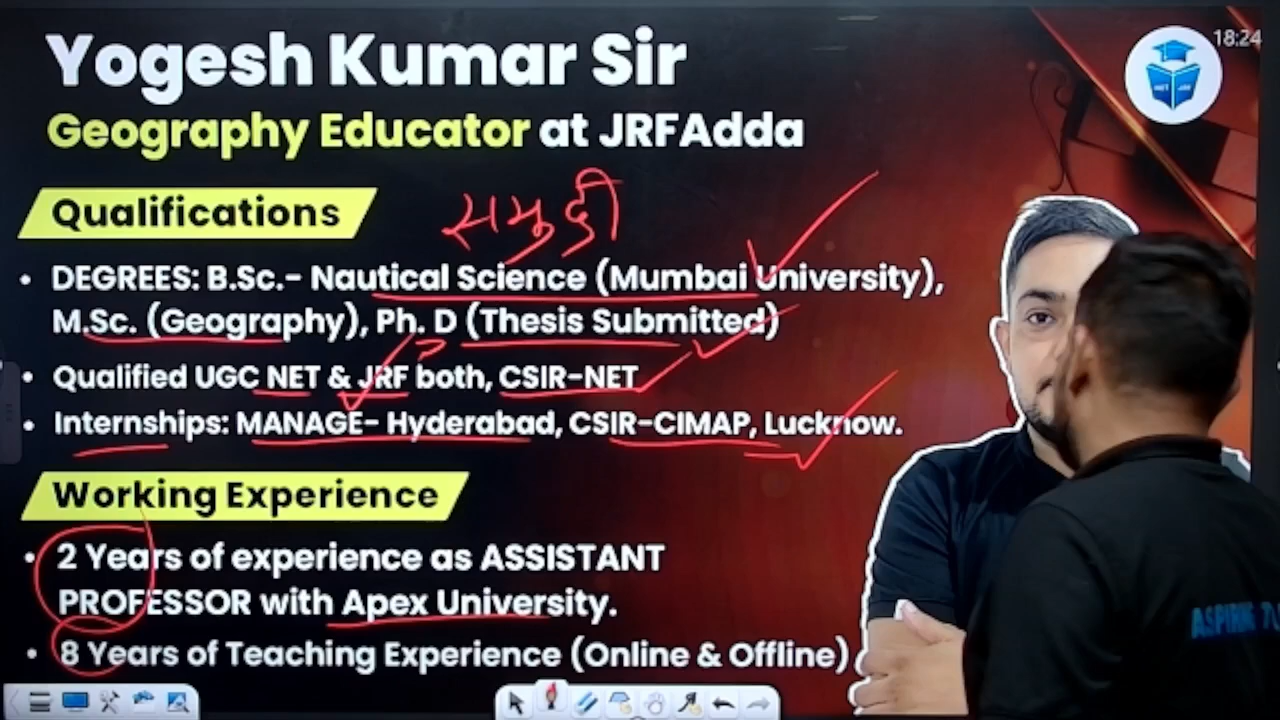 Yogesh Kumar Sir
18:24
Geography Educator at JRFAdda
Qualifications
समुद्री
• DEGREES: B.Sc.- Nautical Science (Mumbai University),
M.Sc. (Geography), Ph. D (Thesis Submitted)
• Qualified UGC NET & JRF both, CSIR-NET
• Internships: MANAGE- Hyderabad, CSIR-CIMAP, Lucknow.
Working Experience
• 2 Years of experience as ASSISTANT
PROFESSOR with Apex University.
• 8 Years of Teaching Experience (Online & Offline)